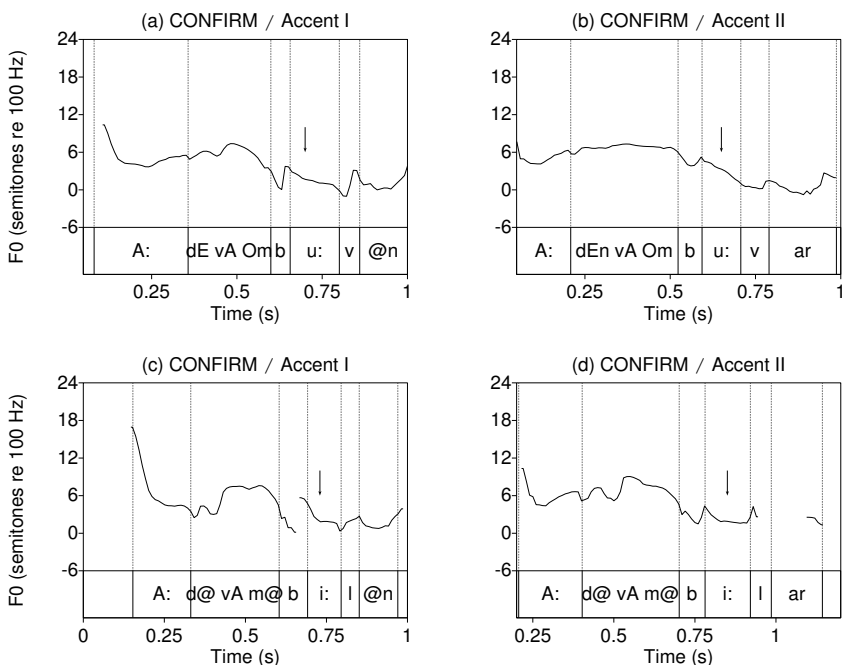 (a) CONFIRM / Accent I
F0 (semitones re 100 Hz)
24
18
12
6
0
-6
A: dE vA Om b u: v @n
0.25 0.5 0.75 1
Time (s)
(b) CONFIRM / Accent II
24
18
12
6
0
-6
A: dEn vA Om b u: v ar
0.25 0.5 0.75 1
Time (s)
(c) CONFIRM / Accent I
F0 (semitones re 100 Hz)
24
18
12
6
0
-6
A: d@ vA m@ b i: l @n
0 0.25 0.5 0.75 1
Time (s)
(d) CONFIRM / Accent II
24
18
12
6
0
-6
A: d@ vA m@ b i: l ar
0.25 0.5 0.75 1
Time (s)